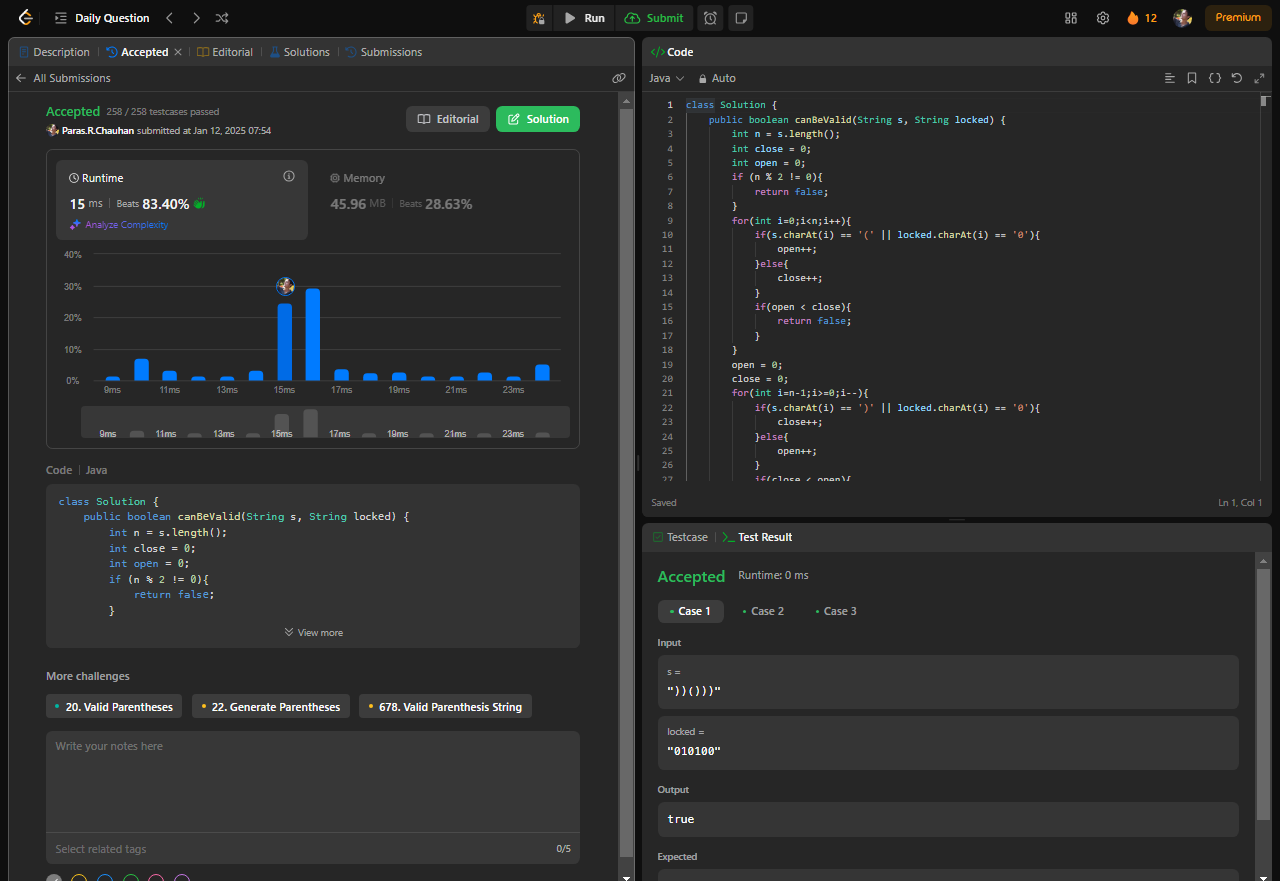 Daily Question
Run
Submit
12
Premium
Description
Accepted
Editorial
Solutions
Submissions
All Submissions
Accepted 258 / 258 testcases passed
Paras.R.Chauhan submitted at Jan 12, 2025 07:54
Editorial
Solution
Runtime
15 ms Beats 83.40%
Analyze Complexity
Memory
45.96 MB Beats 28.63%
40%
30%
20%
10%
0%
9ms 11ms 13ms 15ms 17ms 19ms 21ms 23ms
9ms 11ms 13ms 15ms 17ms 19ms 21ms 23ms
Code Java
class Solution {
public boolean canBeValid(String s, String locked) {
int n = s.length();
int close = 0;
int open = 0;
if (n % 2 != 0){
return false;
}
View more
More challenges
20. Valid Parentheses
22. Generate Parentheses
678. Valid Parenthesis String
Write your notes here
Select related tags
0/5
</> Code
Java
Auto
1 class Solution {
2 public boolean canBeValid(String s, String locked) {
3 int n = s.length();
4 int close = 0;
5 int open = 0;
6 if (n % 2 != 0){
7 return false;
8 }
9 for(int i=0;i<n;i++){
10 if(s.charAt(i) == '(' || locked.charAt(i) == '0'){
11 open++;
12 }else{
13 close++;
14 }
15 if(open < close){
16 return false;
17 }
18 }
19 open = 0;
20 close = 0;
21 for(int i=n-1;i>=0;i--){
22 if(s.charAt(i) == ')' || locked.charAt(i) == '0'){
23 close++;
24 }else{
25 open++;
26 }
27 if(close < open){
Saved
Ln 1, Col 1
Testcase
Test Result
Accepted Runtime: 0 ms
Case 1
Case 2
Case 3
Input
s =
"))()))"
locked =
"010100"
Output
true
Expected